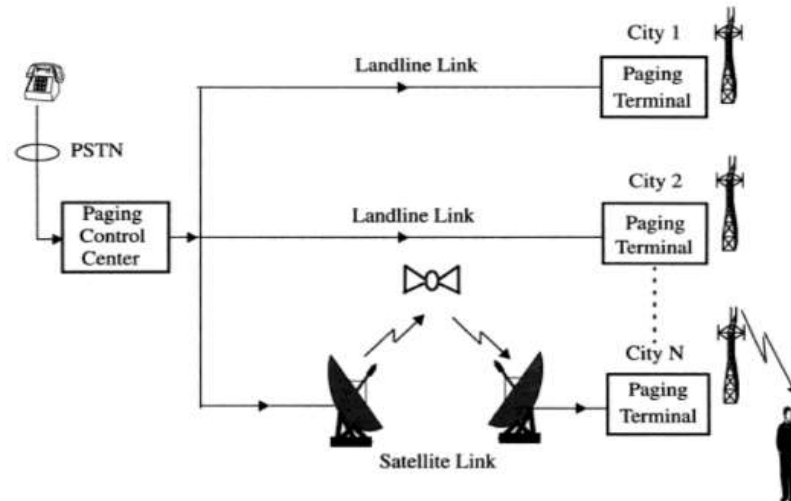 City 1
Landline Link
Paging
Terminal
PSTN
City 2
Landline Link
Paging
Control
Center
Paging
Terminal
City N
Paging
Terminal
Satellite Link